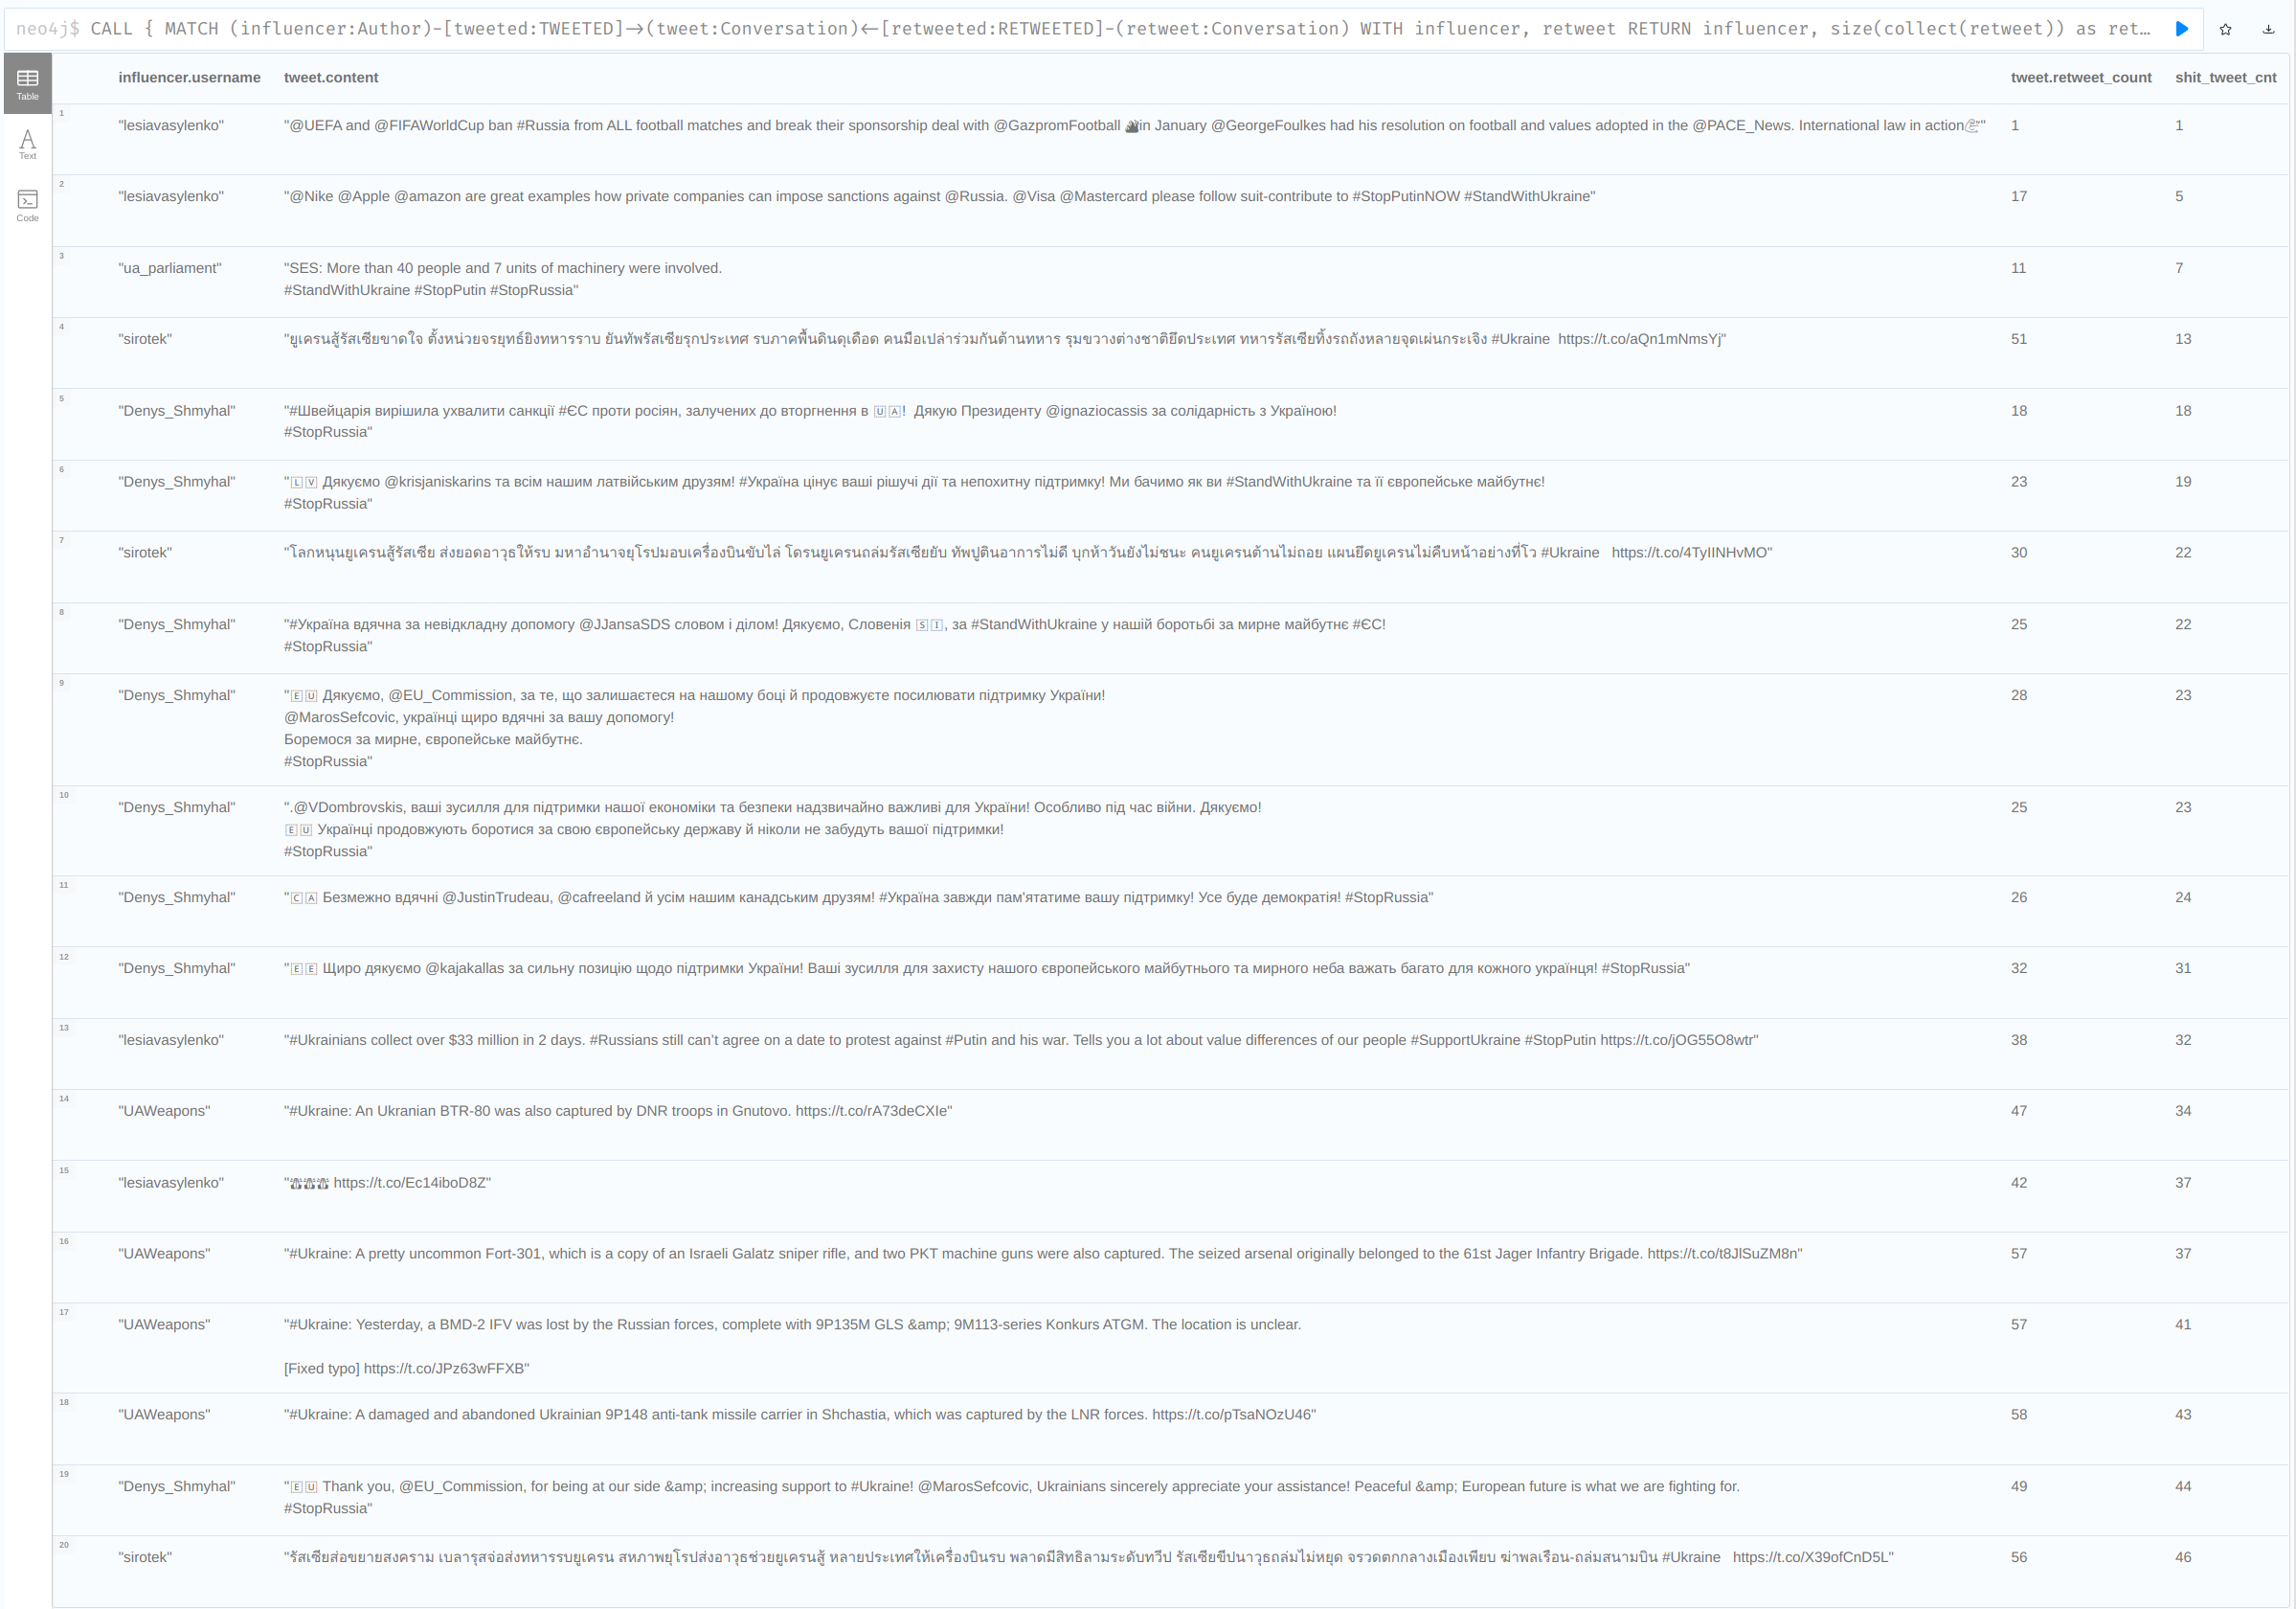 neo4j$ CALL { MATCH (influencer:Author)-[tweeted:TWEETED]->(tweet:Conversation)<-[retweeted:RETWEETED]-(retweet:Conversation) WITH influencer, retweet RETURN influencer, size(collect(retweet)) as ret…
Table
Text
Code
influencer.username tweet.content tweet.retweet_count shit_tweet_cnt
1 "lesiavasylenko" "@UEFA and @FIFAWorldCup ban #Russia from ALL football matches and break their sponsorship deal with @GazpromFootball in January @GeorgeFoulkes had his resolution on football and values adopted in the @PACE_News. International law in action" 1 1
2 "lesiavasylenko" "@Nike @Apple @amazon are great examples how private companies can impose sanctions against @Russia. @Visa @Mastercard please follow suit-contribute to #StopPutinNOW #StandWithUkraine" 17 5
3 "ua_parliament" "SES: More than 40 people and 7 units of machinery were involved. 11 7
#StandWithUkraine #StopPutin #StopRussia"
4 "sirotek" "ยูเครนสู้รัสเซียขาดใจ ตั้งหน่วยจรยุทธ์ยิงทหารราบ ยันทัพรัสเซียรุกประเทศ รบภาคพื้นดินดุเดือด คนมือเปล่าร่วมกันต้านทหาร รุมขวางต่างชาติยึดประเทศ ทหารรัสเซียทิ้งรถถังหลายจุดเผ่นกระเจิง #Ukraine https://t.co/aQn1mNmsYj" 51 13
5 "Denys_Shmyhal" "#Швейцарія вирішила ухвалити санкції #ЄС проти росіян, залучених до вторгнення в 🇺🇦! Дякую Президенту @ignaziocassis за солідарність з Україною! 18 18
#StopRussia"
6 "Denys_Shmyhal" "🇱🇻 Дякуємо @krisjaniskarins та всім нашим латвійським друзям! #Україна цінує ваші рішучі дії та непохитну підтримку! Ми бачимо як ви #StandWithUkraine та її європейське майбутнє! 23 19
#StopRussia"
7 "sirotek" "โลกหนุนยูเครนสู้รัสเซีย ส่งยอดอาวุธให้รบ มหาอำนาจยุโรปมอบเครื่องบินขับไล่ โดรนยูเครนถล่มรัสเซียยับ ทัพปูตินอาการไม่ดี บุกห้าวันยังไม่ชนะ คนยูเครนต้านไม่ถอย แผนยึดยูเครนไม่คืบหน้าอย่างที่โว #Ukraine https://t.co/4TyIINHvMO" 30 22
8 "Denys_Shmyhal" "#Україна вдячна за невідкладну допомогу @JJansaSDS словом і ділом! Дякуємо, Словенія 🇸🇮, за #StandWithUkraine у нашій боротьбі за мирне майбутнє #ЄС! 25 22
#StopRussia"
9 "Denys_Shmyhal" "🇪🇺 Дякуємо, @EU_Commission, за те, що залишаєтеся на нашому боці й продовжуєте посилювати підтримку України! 28 23
@MarosSefcovic, українці щиро вдячні за вашу допомогу!
Боремося за мирне, європейське майбутнє.
#StopRussia"
10 "Denys_Shmyhal" ".@VDombrovskis, ваші зусилля для підтримки нашої економіки та безпеки надзвичайно важливі для України! Особливо під час війни. Дякуємо! 25 23
🇪🇺 Українці продовжують боротися за свою європейську державу й ніколи не забудуть вашої підтримки!
#StopRussia"
11 "Denys_Shmyhal" "🇨🇦 Безмежно вдячні @JustinTrudeau, @cafreeland й усім нашим канадським друзям! #Україна завжди пам'ятатиме вашу підтримку! Усе буде демократія! #StopRussia" 26 24
12 "Denys_Shmyhal" "🇪🇪 Щиро дякуємо @kajakallas за сильну позицію щодо підтримки України! Ваші зусилля для захисту нашого європейського майбутнього та мирного неба важать багато для кожного українця! #StopRussia" 32 31
13 "lesiavasylenko" "#Ukrainians collect over $33 million in 2 days. #Russians still can't agree on a date to protest against #Putin and his war. Tells you a lot about value differences of our people #SupportUkraine #StopPutin https://t.co/jOG55O8wtr" 38 32
14 "UAWeapons" "#Ukraine: An Ukranian BTR-80 was also captured by DNR troops in Gnutovo. https://t.co/rA73deCXIe" 47 34
15 "lesiavasylenko" " https://t.co/Ec14iboD8Z" 42 37
16 "UAWeapons" "#Ukraine: A pretty uncommon Fort-301, which is a copy of an Israeli Galatz sniper rifle, and two PKT machine guns were also captured. The seized arsenal originally belonged to the 61st Jager Infantry Brigade. https://t.co/t8JlSuZM8n" 57 37
17 "UAWeapons" "#Ukraine: Yesterday, a BMD-2 IFV was lost by the Russian forces, complete with 9P135M GLS &amp; 9M113-series Konkurs ATGM. The location is unclear. 57 41
[Fixed typo] https://t.co/JPz63wFFXB"
18 "UAWeapons" "#Ukraine: A damaged and abandoned Ukrainian 9P148 anti-tank missile carrier in Shchastia, which was captured by the LNR forces. https://t.co/pTsaNOzU46" 58 43
19 "Denys_Shmyhal" "🇪🇺 Thank you, @EU_Commission, for being at our side &amp; increasing support to #Ukraine! @MarosSefcovic, Ukrainians sincerely appreciate your assistance! Peaceful &amp; European future is what we are fighting for. 49 44
#StopRussia"
20 "sirotek" "รัสเซียส่อขยายสงคราม เบลารุสจ่อส่งทหารรบยูเครน สหภาพยุโรปส่งอาวุธช่วยยูเครนสู้ หลายประเทศให้เครื่องบินรบ พลาดมีสิทธิลามระดับทวีป รัสเซียขีปนาวุธถล่มไม่หยุด จรวดตกกลางเมืองเพียบ ฆ่าพลเรือน-ถล่มสนามบิน #Ukraine https://t.co/X39ofCnD5L" 56 46